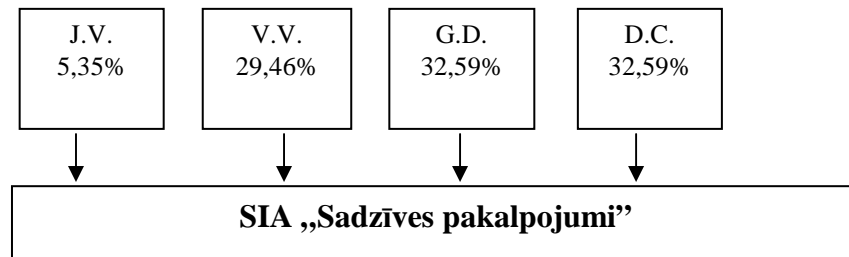 J.V.
5,35%
V.V.
29,46%
G.D.
32,59%
D.C.
32,59%
SIA „Sadzīves pakalpojumi”